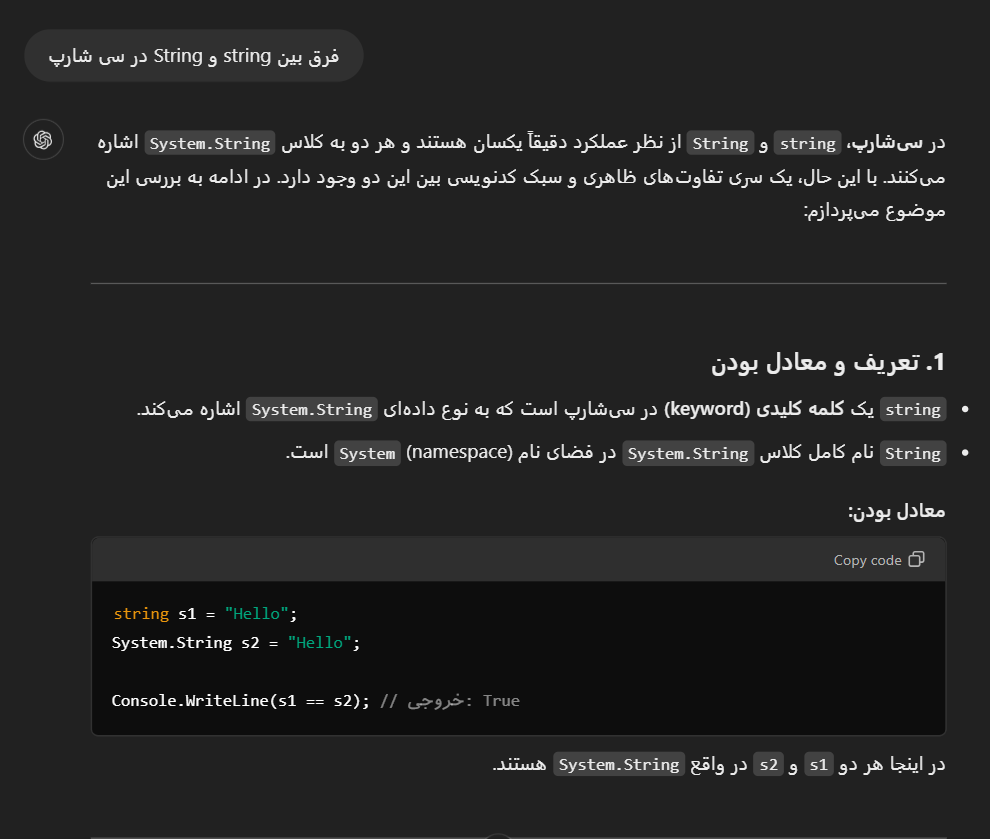 فرق بین string و String در سی شارپ
در سی‌شارپ، string و String از نظر عملکرد دقیقاً یکسان هستند و هر دو به کلاس System.String اشاره
می‌کنند. با این حال، یک سری تفاوت‌های ظاهری و سبک کدنویسی بین این دو وجود دارد. در ادامه به بررسی این
موضوع می‌پردازم:
1. تعریف و معادل بودن
• string یک کلمه کلیدی (keyword) در سی‌شارپ است که به نوع داده‌ای System.String اشاره می‌کند.
• String نام کامل کلاس System.String در فضای نام (namespace) System است.
معادل بودن:
Copy code
string s1 = "Hello";
System.String s2 = "Hello";
Console.WriteLine(s1 == s2); // خروجی: True
در اینجا هر دو s1 و s2 در واقع System.String هستند.